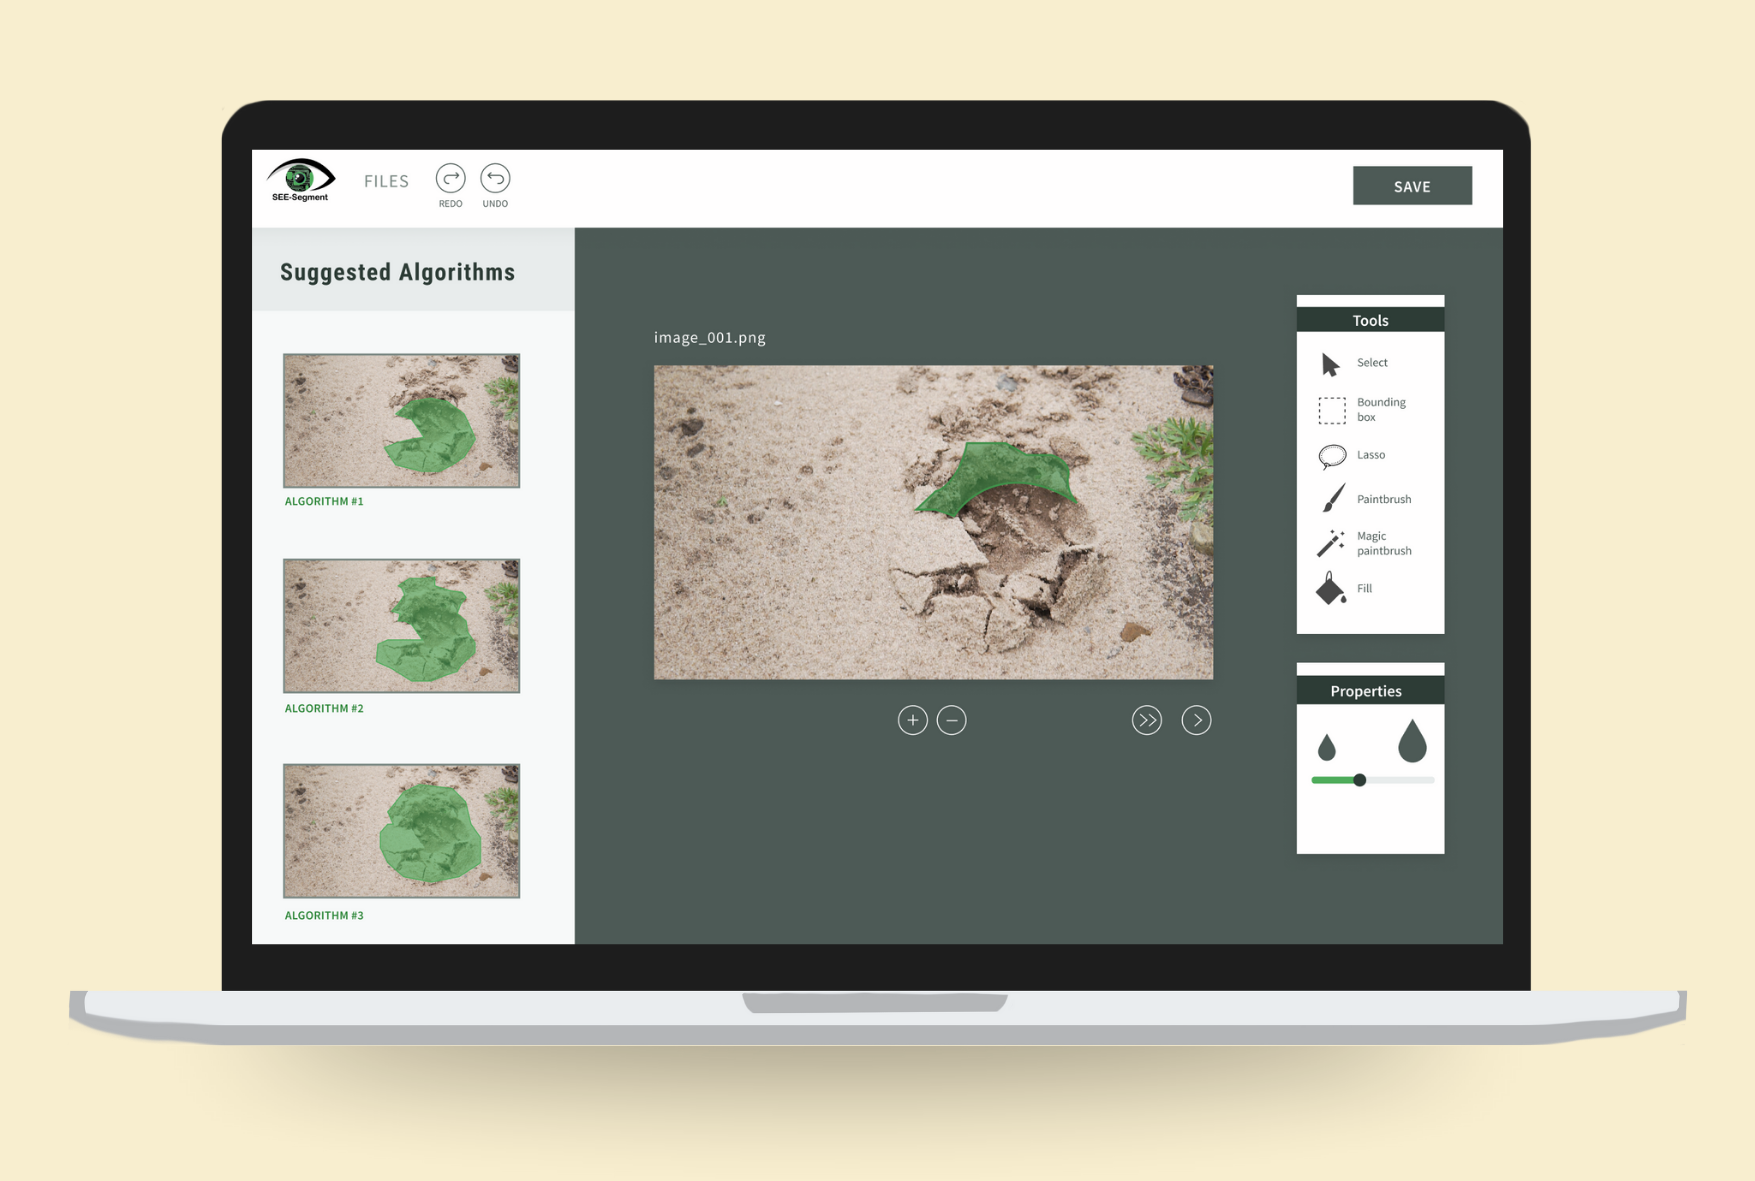 SEE-Segment
FILES
REDO
UNDO
SAVE
Suggested Algorithms
ALGORITHM #1
ALGORITHM #2
ALGORITHM #3
image_001.png
Tools
Select
Bounding
box
Lasso
Paintbrush
Magic
paintbrush
Fill
Properties